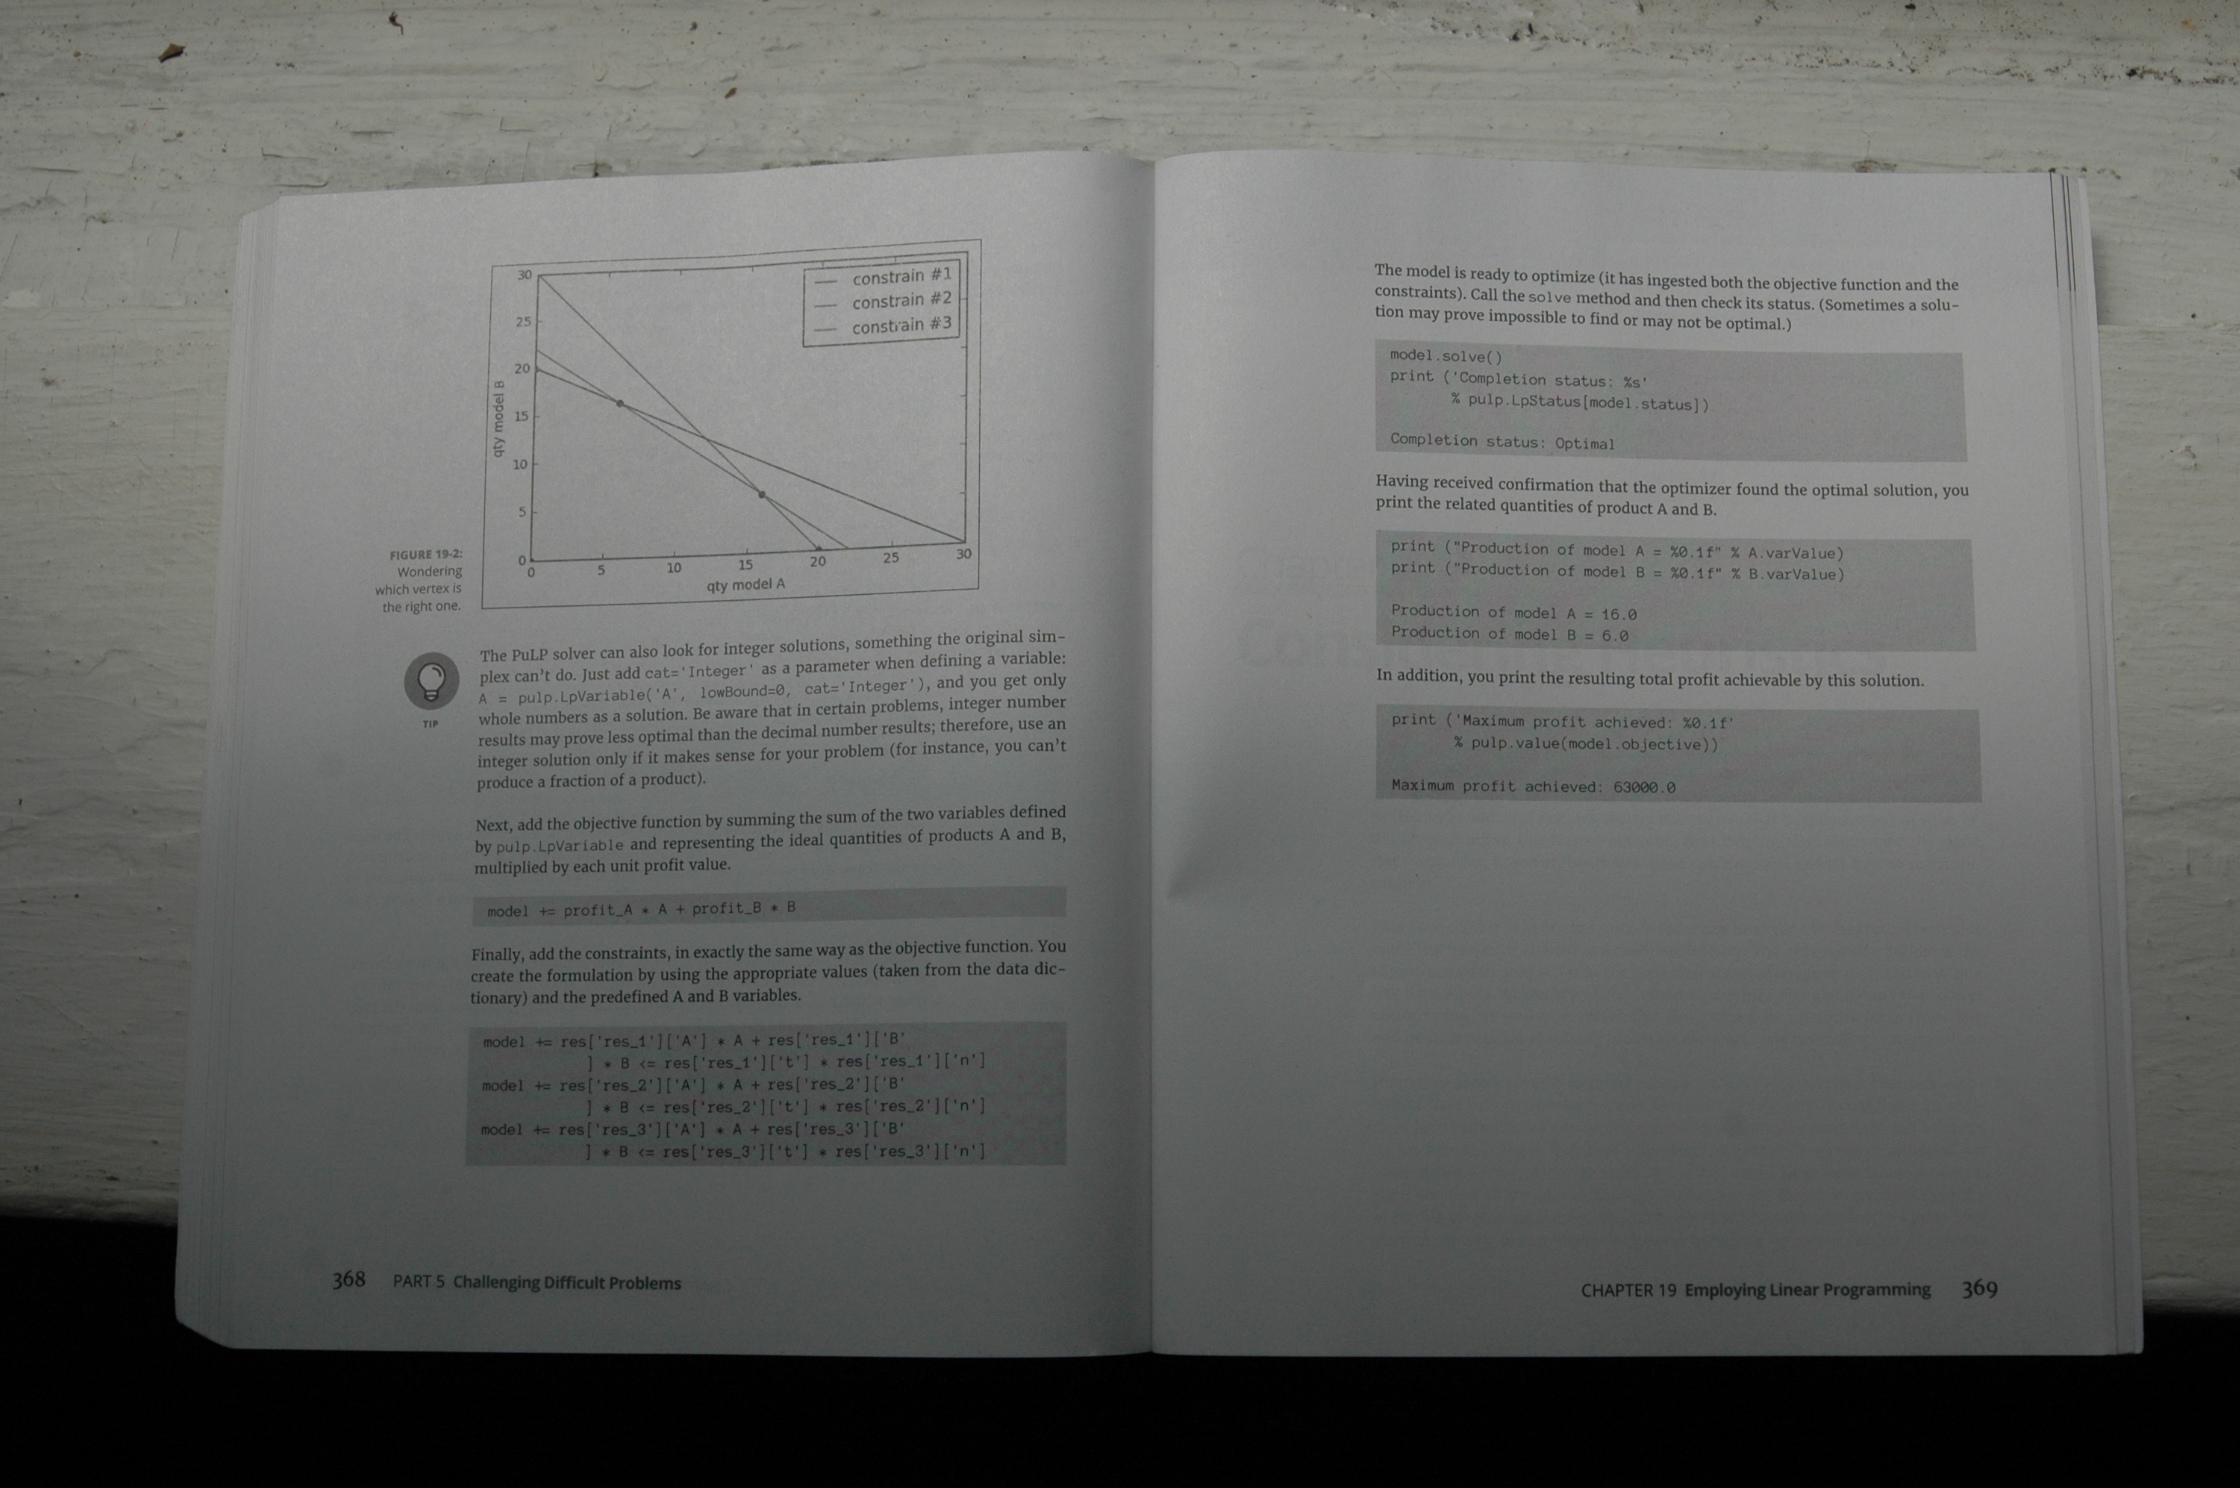 30
25
20
15
10
5
0
qty model B
constrain #1
constrain #2
constrain #3
0
5
10
15
20
25
30
qty model A
FIGURE 19-2:
Wondering
which vertex is
the right one.
TIP
The PuLP solver can also look for integer solutions, something the original sim-
plex can't do. Just add cat='Integer' as a parameter when defining a variable:
A = pulp.LpVariable('A', lowBound=0, cat='Integer'), and you get only
whole numbers as a solution. Be aware that in certain problems, integer number
results may prove less optimal than the decimal number results; therefore, use an
integer solution only if it makes sense for your problem (for instance, you can't
produce a fraction of a product).
Next, add the objective function by summing the sum of the two variables defined
by pulp.LpVariable and representing the ideal quantities of products A and B,
multiplied by each unit profit value.
model += profit_A * A + profit_B * B
Finally, add the constraints, in exactly the same way as the objective function. You
create the formulation by using the appropriate values (taken from the data dic-
tionary) and the predefined A and B variables.
model += res['res_1']['A'] * A + res['res_1']['B'
] * B <= res['res_1']['t'] * res['res_1']['n']
model += res['res_2']['A'] * A + res['res_2']['B'
] * B <= res['res_2']['t'] * res['res_2']['n']
model += res['res_3']['A'] * A + res['res_3']['B'
] * B <= res['res_3']['t'] * res['res_3']['n']
368 PART 5 Challenging Difficult Problems
The model is ready to optimize (it has ingested both the objective function and the
constraints). Call the solve method and then check its status. (Sometimes a solu-
tion may prove impossible to find or may not be optimal.)
model.solve()
print ('Completion status: %s'
% pulp.LpStatus[model.status])
Completion status: Optimal
Having received confirmation that the optimizer found the optimal solution, you
print the related quantities of product A and B.
print ("Production of model A = %0.1f" % A.varValue)
print ("Production of model B = %0.1f" % B.varValue)
Production of model A = 16.0
Production of model B = 6.0
In addition, you print the resulting total profit achievable by this solution.
print ('Maximum profit achieved: %0.1f'
% pulp.value(model.objective))
Maximum profit achieved: 63000.0
CHAPTER 19 Employing Linear Programming 369